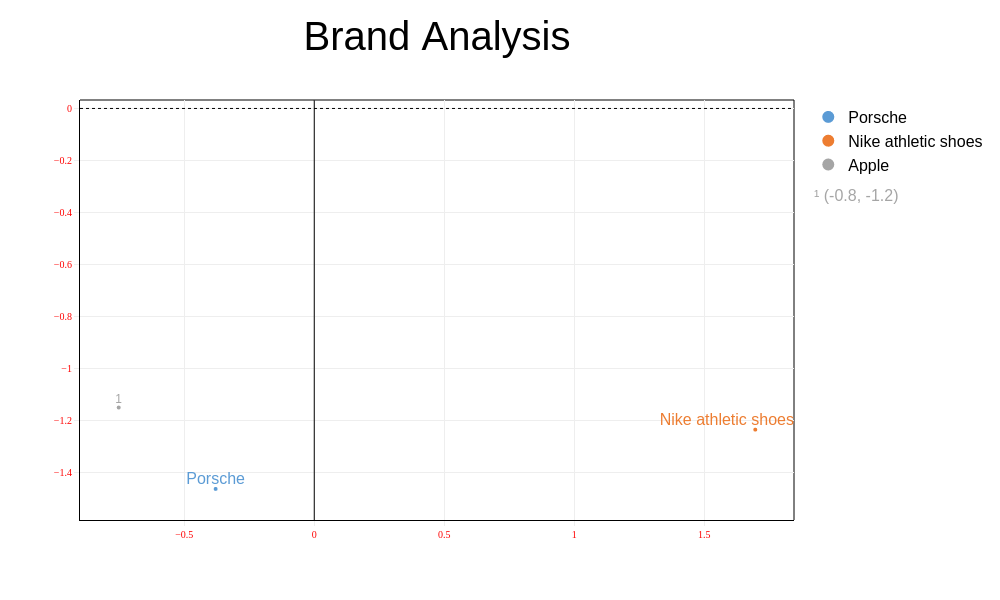 Brand Analysis
0
−0.2
−0.4
−0.6
−0.8
−1
−1.2
−1.4
−0.5
0
0.5
1
1.5
1
Porsche
Nike athletic shoes
Porsche
Nike athletic shoes
Apple
¹ (-0.8, -1.2)